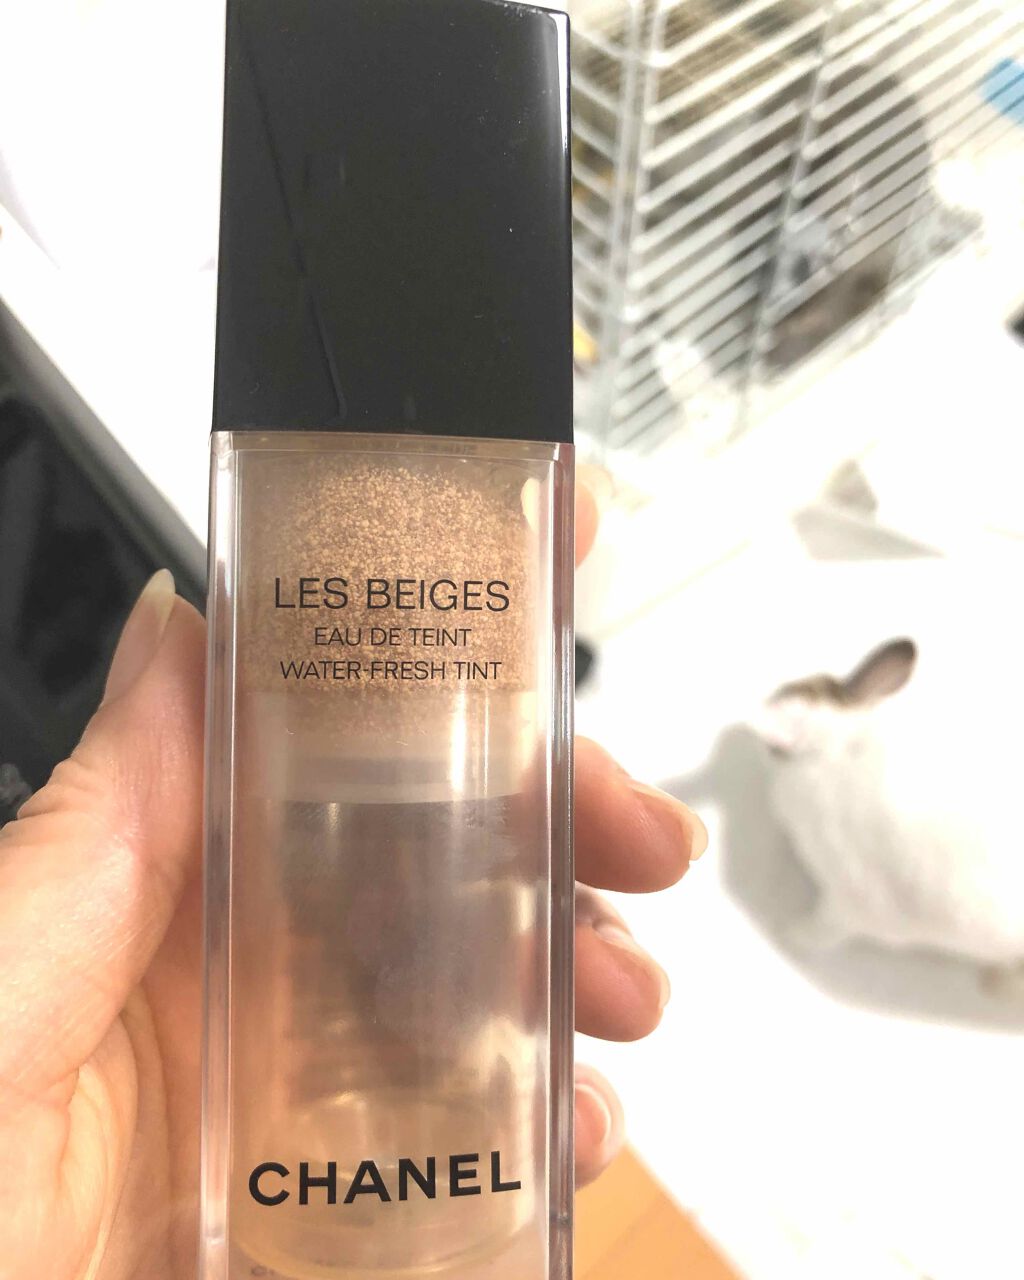 LES BEIGES
EAU DE TEINT
WATER-FRESH TINT
CHANEL